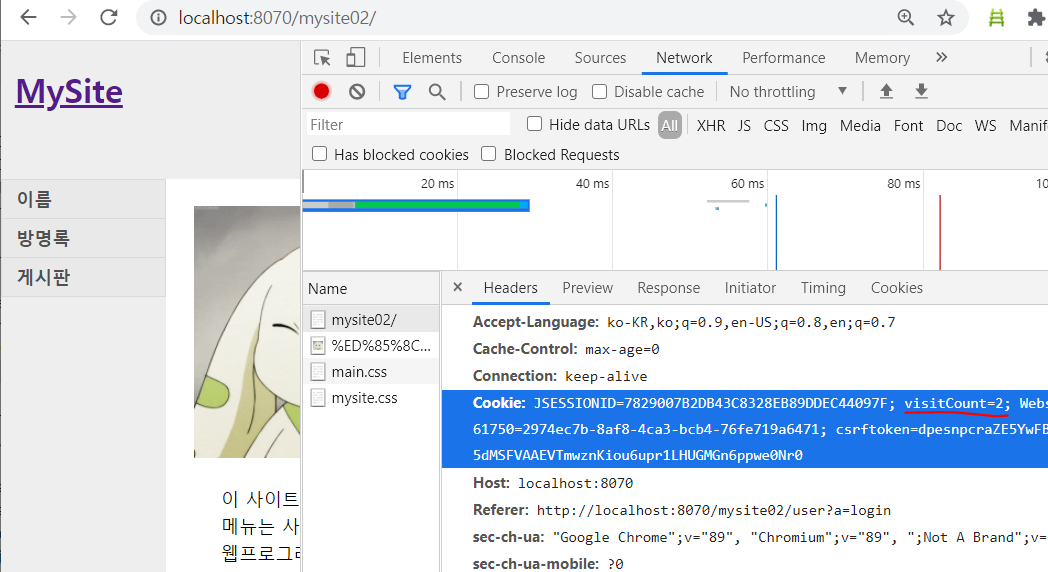 localhost:8070/mysite02/
MySite
이름
방명록
게시판
이 사이트
메뉴는 사
웹프로그
Elements Console Sources Network Performance Memory »
Preserve log Disable cache No throttling ▼
Filter Hide data URLs All XHR JS CSS Img Media Font Doc WS Manif
Has blocked cookies Blocked Requests
20 ms 40 ms 60 ms 80 ms 10
Name
mysite02/
%ED%85%8C...
main.css
mysite.css
× Headers Preview Response Initiator Timing Cookies
Accept-Language: ko-KR,ko;q=0.9,en-US;q=0.8,en;q=0.7
Cache-Control: max-age=0
Connection: keep-alive
Cookie: JSESSIONID=7829007B2DB43C8328EB89DDEC44097F; visitCount=2; Webs
61750=2974ec7b-8af8-4ca3-bcb4-76fe719a6471; csrftoken=dpesnpcraZE5YwFB
5dMSFVAAEVTmwznKiou6upr1LHUGMGn6ppwe0Nr0
Host: localhost:8070
Referer: http://localhost:8070/mysite02/user?a=login
sec-ch-ua: "Google Chrome";v="89", "Chromium";v="89", ";Not A Brand";v=
sec-ch-ua-mobile: ?0